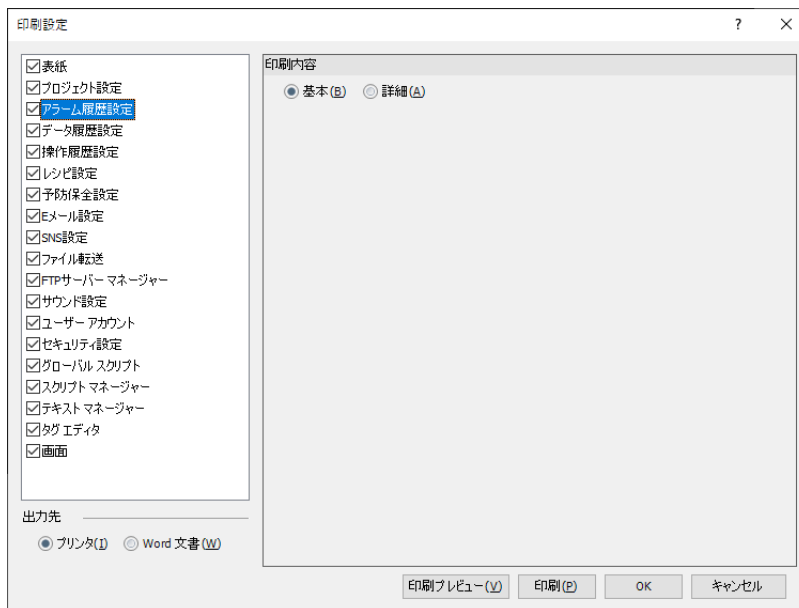 印刷設定
表紙
プロジェクト設定
アラーム履歴設定
データ履歴設定
操作履歴設定
レシピ設定
予防保全設定
Eメール設定
SNS設定
ファイル転送
FTPサーバー マネージャー
サウンド設定
ユーザー アカウント
セキュリティ設定
グローバル スクリプト
スクリプト マネージャー
テキスト マネージャー
タグ エディタ
画面
出力先
プリンタ(I) Word 文書(W)
印刷内容
基本(B) 詳細(A)
印刷プレビュー(V) 印刷(P) OK キャンセル